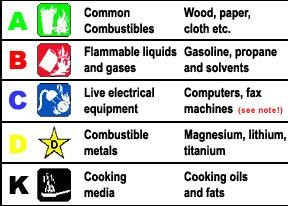 A Common Wood, paper,
Combustibles cloth etc.
B Flammable liquids Gasoline, propane
and gases and solvents
C Live electrical Computers, fax
equipment machines (see note!)
D D Combustible Magnesium, lithium,
metals titanium
K Cooking Cooking oils
media and fats